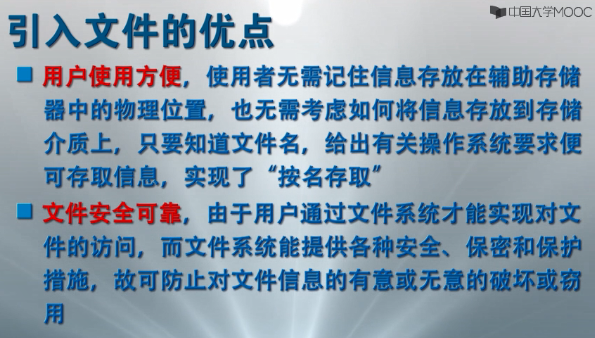 中国大学MOOC
引入文件的优点
用户使用方便，使用者无需记住信息存放在辅助存储
器中的物理位置，也无需考虑如何将信息存放到存储
介质上，只要知道文件名，给出有关操作系统要求便
可存取信息，实现了“按名存取”
文件安全可靠，由于用户通过文件系统才能实现对文
件的访问，而文件系统能提供各种安全、保密和保护
措施，故可防止对文件信息的有意或无意的破坏或窃
用